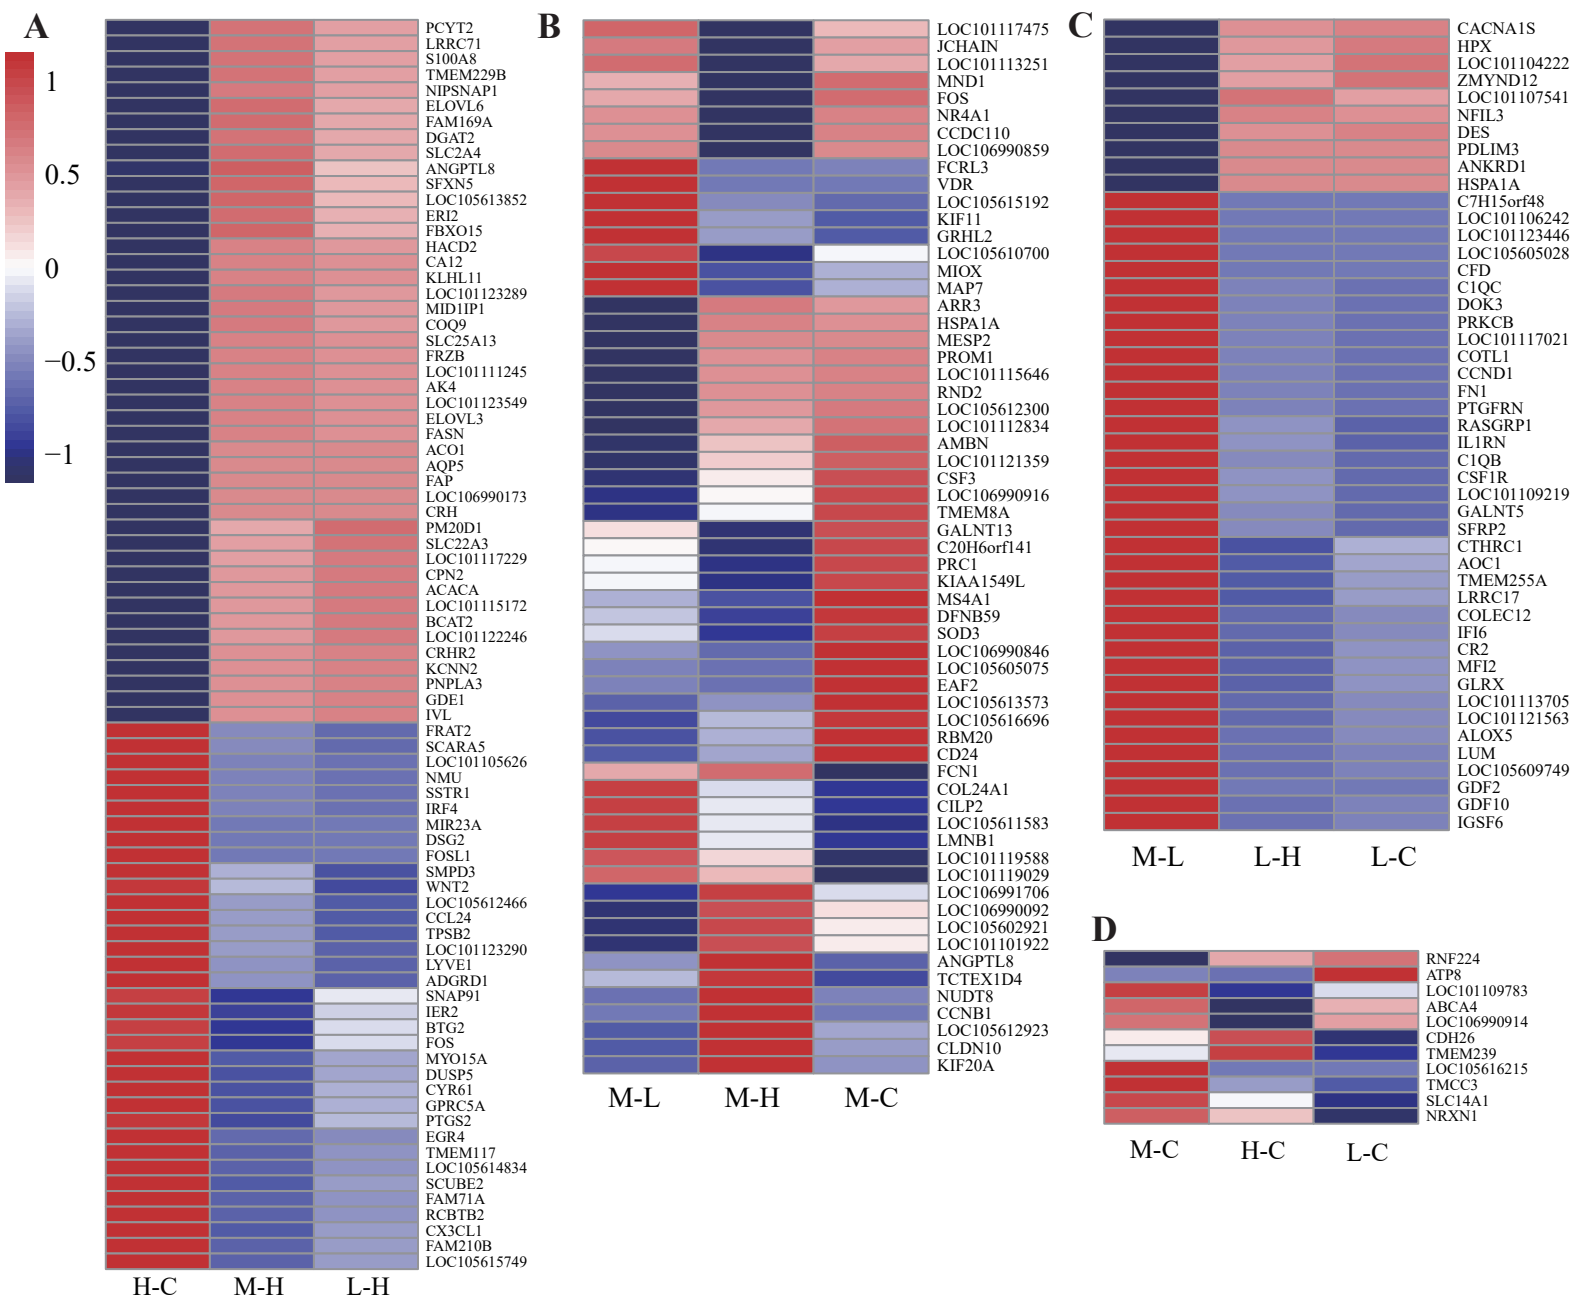 A
1
0.5
0
−0.5
−1
PCYT2
LRRC71
S100A8
TMEM229B
NIPSNAP1
ELOVL6
FAM169A
DGAT2
SLC2A4
ANGPTL8
SFXN5
LOC105613852
ERI2
FBXO15
HACD2
CA12
KLHL11
LOC101123289
MID1IP1
COQ9
SLC25A13
FRZB
LOC101111245
AK4
LOC101123549
ELOVL3
FASN
ACO1
AQP5
FAP
LOC106990173
CRH
PM20D1
SLC22A3
LOC101117229
CPN2
ACACA
LOC101115172
BCAT2
LOC101122246
CRHR2
KCNN2
PNPLA3
GDE1
IVL
FRAT2
SCARA5
LOC101105626
NMU
SSTR1
IRF4
MIR23A
DSG2
FOSL1
SMPD3
WNT2
LOC105612466
CCL24
TPSB2
LOC101123290
LYVE1
ADGRD1
SNAP91
IER2
BTG2
FOS
MYO15A
DUSP5
CYR61
GPRC5A
PTGS2
EGR4
TMEM117
LOC105614834
SCUBE2
FAM71A
RCBTB2
CX3CL1
FAM210B
LOC105615749
H-C M-H L-H
B
LOC101117475
JCHAIN
LOC101113251
MND1
FOS
NR4A1
CCDC110
LOC106990859
FCRL3
VDR
LOC105615192
KIF11
GRHL2
LOC105610700
MIOX
MAP7
ARR3
HSPA1A
MESP2
PROM1
LOC101115646
RND2
LOC105612300
LOC101112834
AMBN
LOC101121359
CSF3
LOC106990916
TMEM8A
GALNT13
C20H6orf141
PRC1
KIAA1549L
MS4A1
DFNB59
SOD3
LOC106990846
LOC105605075
EAF2
LOC105613573
LOC105616696
RBM20
CD24
FCN1
COL24A1
CILP2
LOC105611583
LMNB1
LOC101119588
LOC101119029
LOC106991706
LOC106990092
LOC105602921
LOC101101922
ANGPTL8
TCTEX1D4
NUDT8
CCNB1
LOC105612923
CLDN10
KIF20A
M-L M-H M-C
C
CACNA1S
HPX
LOC101104222
ZMYND12
LOC101107541
NFIL3
DES
PDLIM3
ANKRD1
HSPA1A
C7H15orf48
LOC101106242
LOC101123446
LOC105605028
CFD
C1QC
DOK3
PRKCB
LOC101117021
COTL1
CCND1
FN1
PTGFRN
RASGRP1
IL1RN
C1QB
CSF1R
LOC101109219
GALNT5
SFRP2
CTHRC1
AOC1
TMEM255A
LRRC17
COLEC12
IFI6
CR2
MFI2
GLRX
LOC101113705
LOC101121563
ALOX5
LUM
LOC105609749
GDF2
GDF10
IGSF6
M-L L-H L-C
D
RNF224
ATP8
LOC101109783
ABCA4
LOC106990914
CDH26
TMEM239
LOC105616215
TMCC3
SLC14A1
NRXN1
M-C H-C L-C